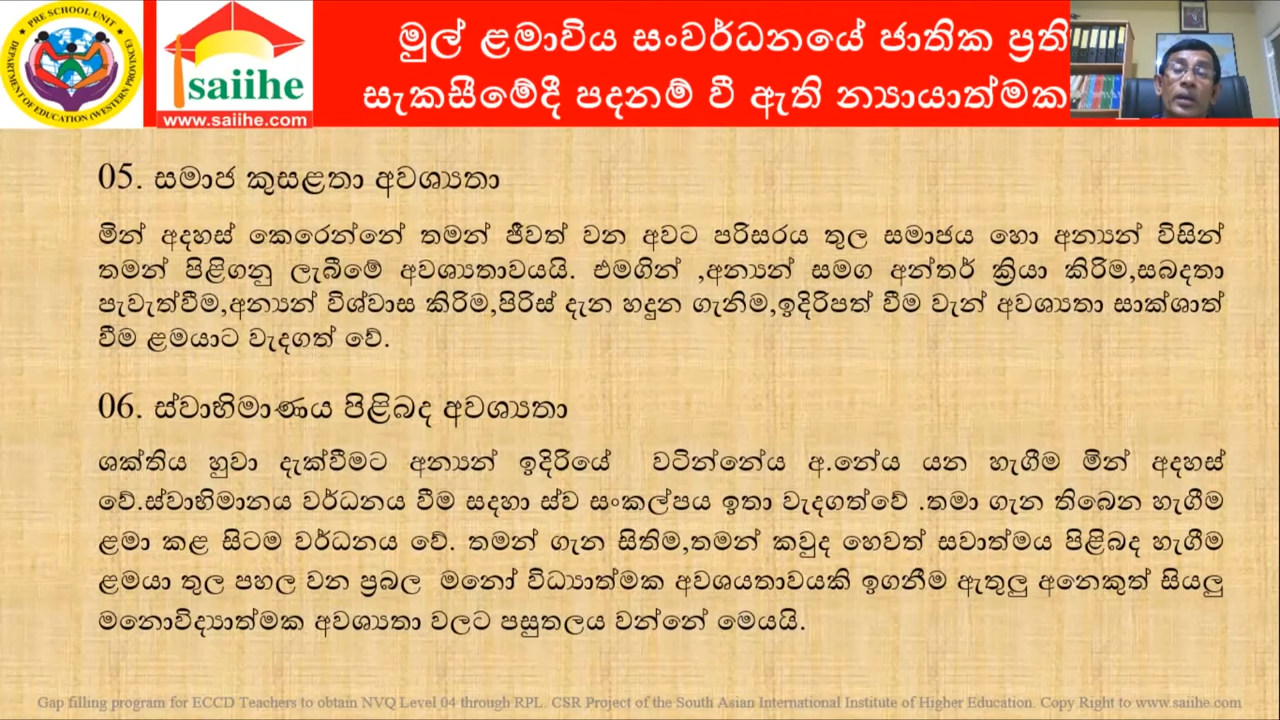 PRE SCHOOL UNIT
DEPARTMENT OF EDUCATION (WESTERN PROVINCE)
saiihe
www.saiihe.com
මුල් ළමාවිය සංවර්ධනයේ ජාතික ප්‍රති
සැකසීමේදී පදනම් වී ඇති න්‍යායාත්මක
05. සමාජ කුසළතා අවශ්‍යතා
මින් අදහස් කෙරෙන්නේ තමන් ජීවත් වන අවට පරිසරය තුල සමාජය හො අන්‍යන් විසින්
තමන් පිළිගනු ලැබීමේ අවශ්‍යතාවයයි. එමගින් ,අන්‍යන් සමග අන්තර් ක්‍රියා කිරිම,සබදතා
පැවැත්වීම,අන්‍යන් විශ්වාස කිරිම,පිරිස් දැන හදුන ගැනිම,ඉදිරිපත් වීම වැන් අවශ්‍යතා සාක්ශාත්
වීම ළමයාට වැදගත් වේ.
06. ස්වාභිමාණය පිළිබද අවශ්‍යතා
ශක්තිය හුවා දැක්වීමට අන්‍යන් ඉදිරියේ වටින්නේය අ.නේය යන හැගීම මින් අදහස්
වේ.ස්වාභිමානය වර්ධනය වීම සදහා ස්ව සංකල්පය ඉතා වැදගත්වේ .තමා ගැන තිබෙන හැගීම
ළමා කළ සිටම වර්ධනය වේ. තමන් ගැන සිතිම,තමන් කවුද හෙවත් සවාත්මය පිළිබද හැගීම
ළමයා තුල පහල වන ප්‍රබල මනෝ විධ්‍යාත්මක අවශයතාවයකි ඉගනීම ඇතුලු අනෙකුත් සියලු
මනොවිද්‍යාත්මක අවශ්‍යතා වලට පසුතලය වන්නේ මෙයයි.
Gap filling program for ECCD Teachers to obtain NVQ Level 04 through RPL. CSR Project of the South Asian International Institute of Higher Education. Copy Right to www.saiihe.com